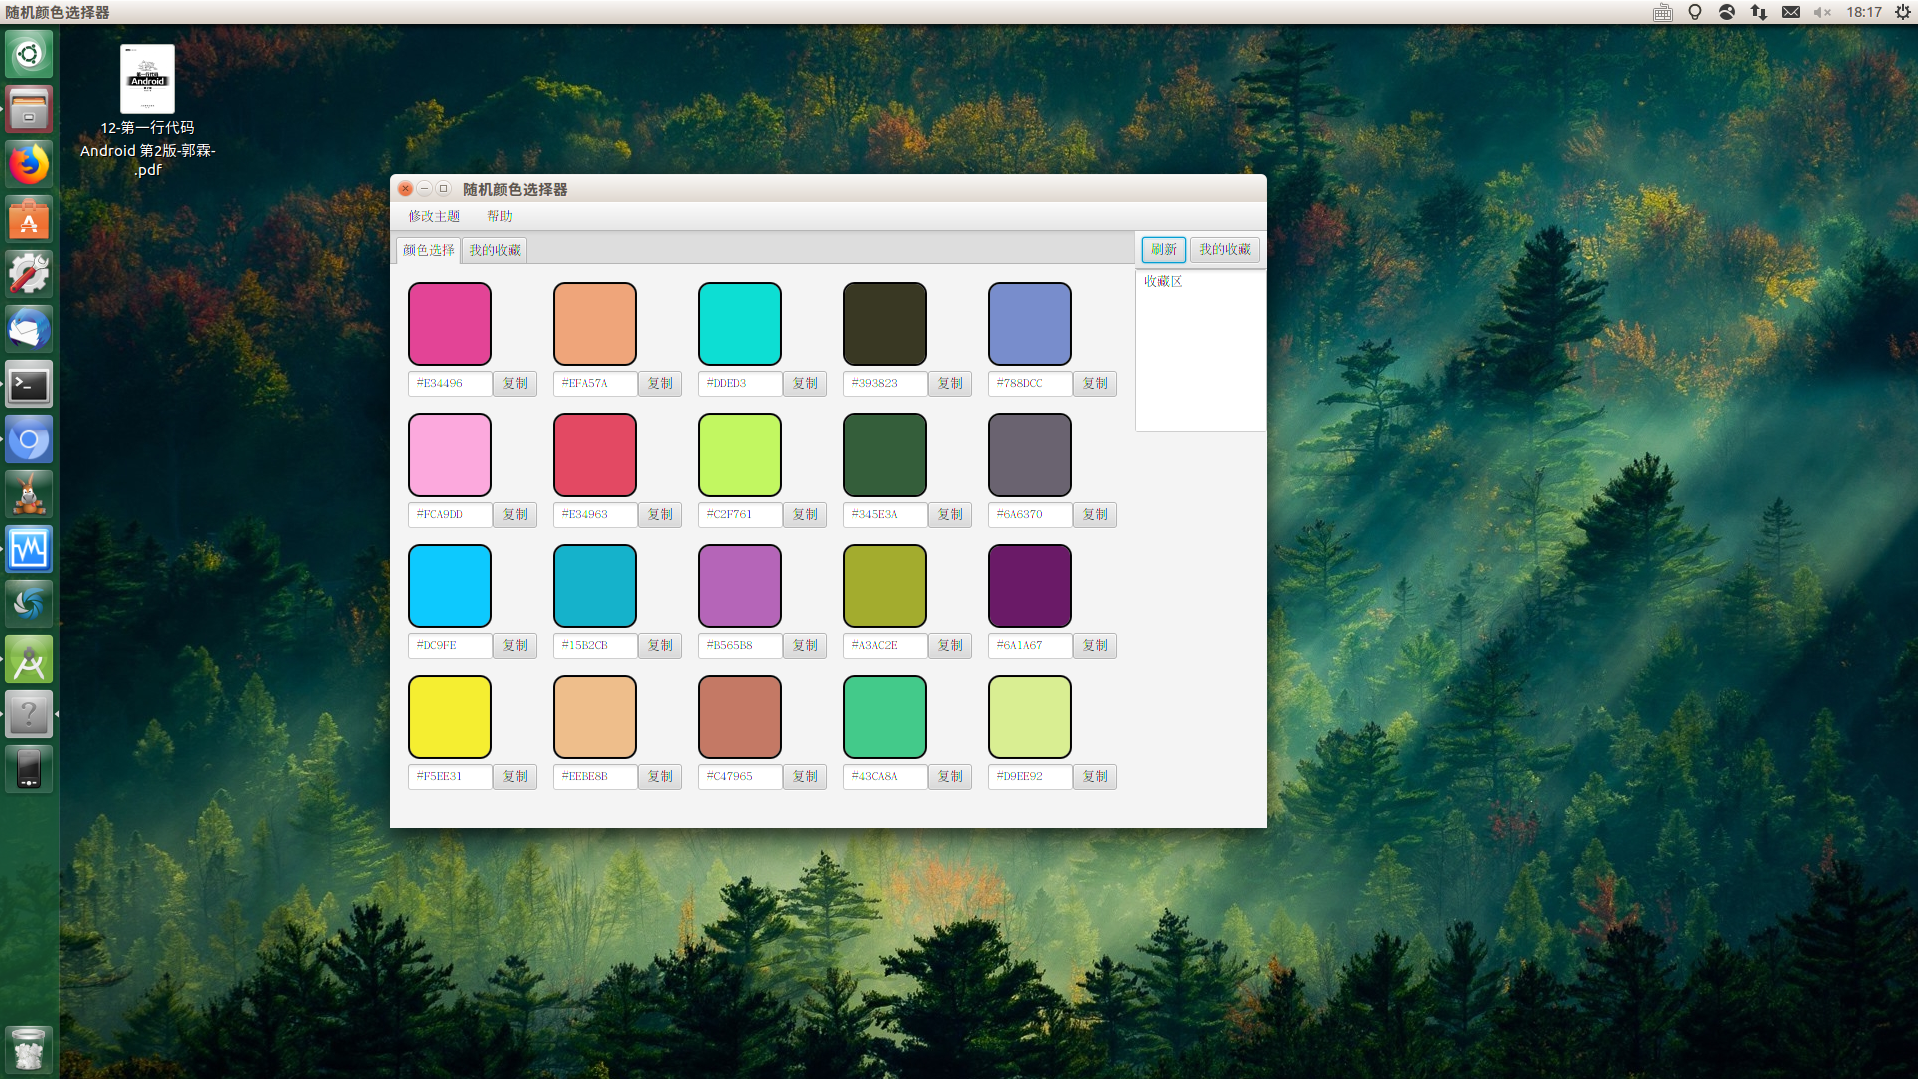 随机颜色选择器
18:17
第一行代码
Android
12-第一行代码
Android 第2版-郭霖-
.pdf
随机颜色选择器
修改主题 帮助
颜色选择 我的收藏 刷新 我的收藏
收藏区
#E34496 复制 #EFA57A 复制 #DDED3 复制 #393823 复制 #788DCC 复制
#FCA9DD 复制 #E34963 复制 #C2F761 复制 #345E3A 复制 #6A6370 复制
#DC9FE 复制 #15B2CB 复制 #B565B8 复制 #A3AC2E 复制 #6A1A67 复制
#F5EE31 复制 #EEBE8B 复制 #C47965 复制 #43CA8A 复制 #D9EE92 复制